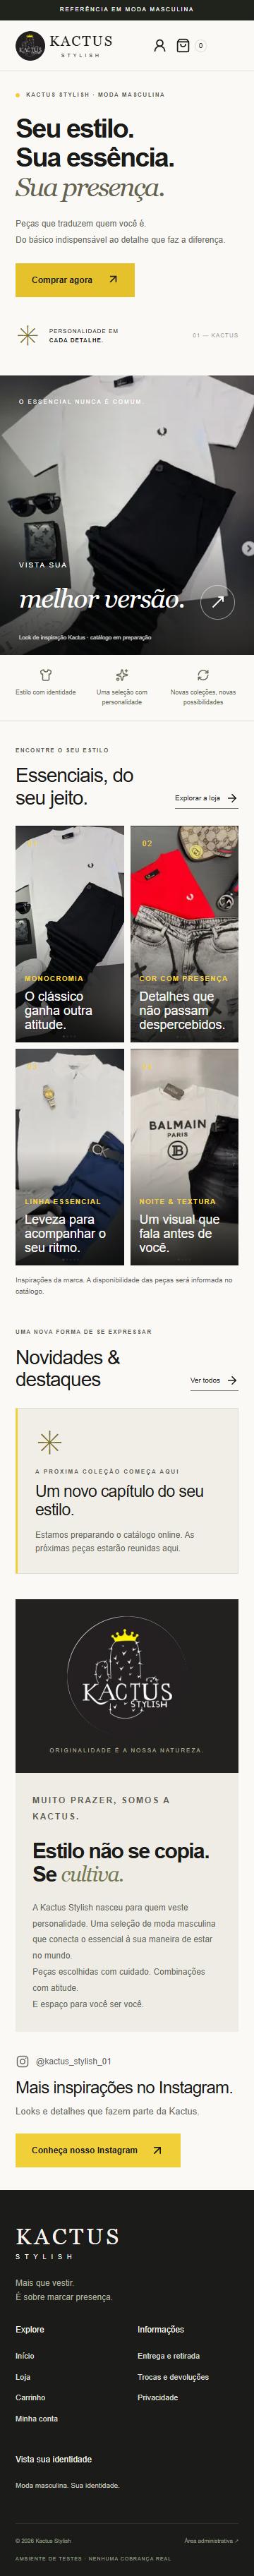 REFERÊNCIA EM MODA MASCULINA
KACTUS
STYLISH
0
KACTUS STYLISH · MODA MASCULINA
Seu estilo.
Sua essência.
Sua presença.
Peças que traduzem quem você é.
Do básico indispensável ao detalhe que faz a diferença.
Comprar agora
PERSONALIDADE EM
CADA DETALHE.
01 — KACTUS
O ESSENCIAL NUNCA É COMUM.
VISTA SUA
melhor versão.
Look de inspiração Kactus · catálogo em preparação
Estilo com identidade
Uma seleção com
personalidade
Novas coleções, novas
possibilidades
ENCONTRE O SEU ESTILO
Essenciais, do
seu jeito.
Explorar a loja
MONOCROMIA
O clássico
ganha outra
atitude.
02
COR COM PRESENÇA
Detalhes que
não passam
despercebidos.
LINHA ESSENCIAL
Leveza para
acompanhar o
seu ritmo.
BALMAIN
PARIS
NOITE & TEXTURA
Um visual que
fala antes de
você.
Inspirações da marca. A disponibilidade das peças será informada no
catálogo.
UMA NOVA FORMA DE SE EXPRESSAR
Novidades &
destaques
Ver todos
A PRÓXIMA COLEÇÃO COMEÇA AQUI
Um novo capítulo do seu
estilo.
Estamos preparando o catálogo online. As
próximas peças estarão reunidas aqui.
KACTUS
STYLISH
ORIGINALIDADE É A NOSSA NATUREZA.
MUITO PRAZER, SOMOS A
KACTUS.
Estilo não se copia.
Se cultiva.
A Kactus Stylish nasceu para quem veste
personalidade. Uma seleção de moda masculina
que conecta o essencial à sua maneira de estar
no mundo.
Peças escolhidas com cuidado. Combinações
com atitude.
E espaço para você ser você.
@kactus_stylish_01
Mais inspirações no Instagram.
Looks e detalhes que fazem parte da Kactus.
Conheça nosso Instagram
KACTUS
STYLISH
Mais que vestir.
É sobre marcar presença.
Explore
Informações
Início
Entrega e retirada
Loja
Trocas e devoluções
Carrinho
Privacidade
Minha conta
Vista sua identidade
Moda masculina. Sua identidade.
© 2026 Kactus Stylish
Área administrativa ↗
AMBIENTE DE TESTES · NENHUMA COBRANÇA REAL